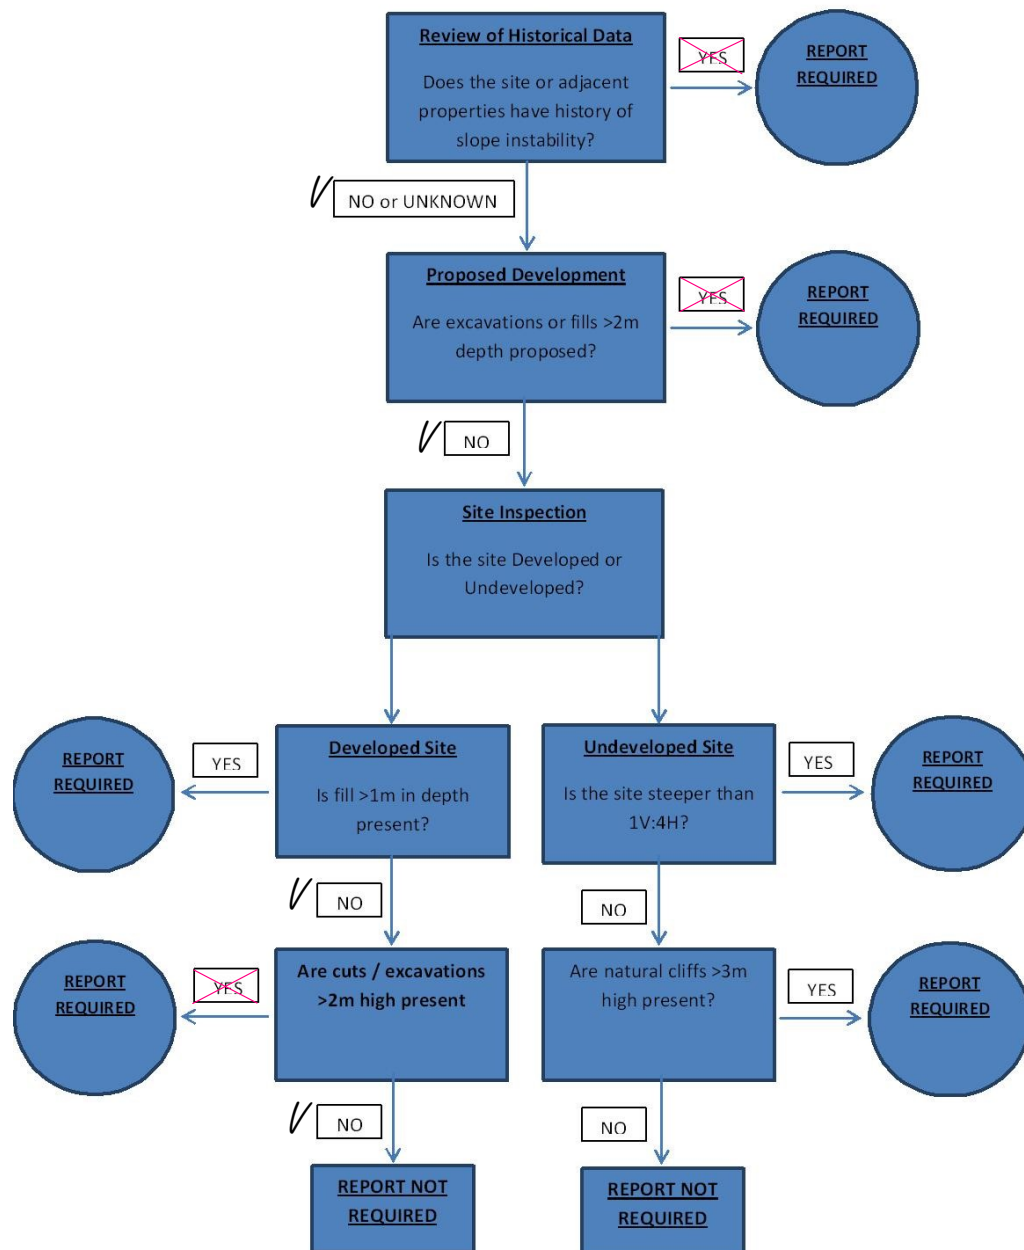 Review of Historical Data
Does the site or adjacent
properties have history of
slope instability?
YES
REPORT
REQUIRED
NO or UNKNOWN
Proposed Development
Are excavations or fills >2m
depth proposed?
YES
REPORT
REQUIRED
NO
Site Inspection
Is the site Developed or
Undeveloped?
REPORT
REQUIRED
YES
Developed Site
Is fill >1m in depth
present?
Undeveloped Site
Is the site steeper than
1V:4H?
YES
REPORT
REQUIRED
NO
NO
REPORT
REQUIRED
YES
Are cuts / excavations
>2m high present
Are natural cliffs >3m
high present?
YES
REPORT
REQUIRED
NO
NO
REPORT NOT
REQUIRED
REPORT NOT
REQUIRED